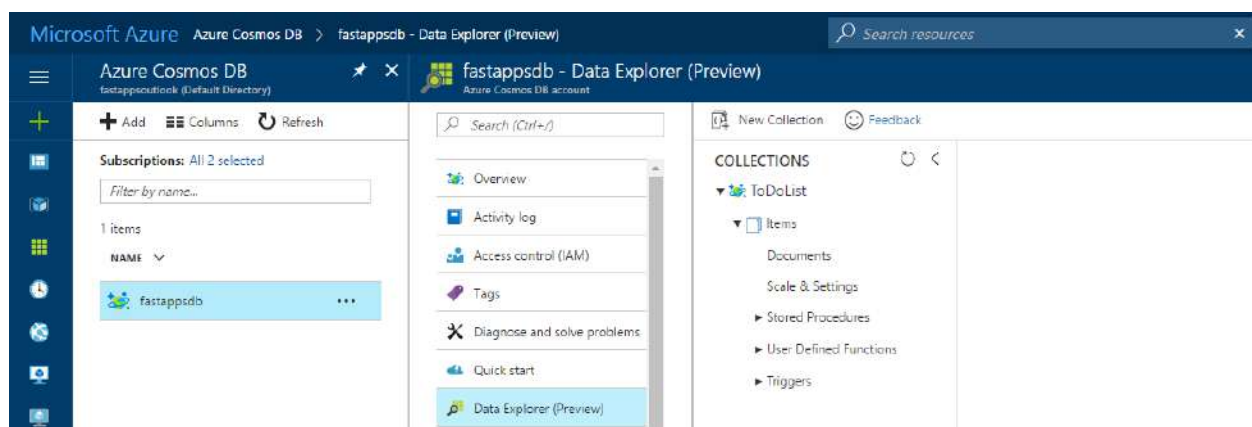 Microsoft Azure Azure Cosmos DB > fastappsdb - Data Explorer (Preview)
Search resources
×
Azure Cosmos DB
fastappsoutlook (Default Directory)
Add Columns Refresh
Subscriptions: All 2 selected
Filter by name...
1 items
NAME
fastappsdb ...
fastappsdb - Data Explorer (Preview)
Azure Cosmos DB account
Search (Ctrl+/)
Overview
Activity log
Access control (IAM)
Tags
Diagnose and solve problems
Quick start
Data Explorer (Preview)
New Collection Feedback
COLLECTIONS
ToDoList
Items
Documents
Scale & Settings
Stored Procedures
User Defined Functions
Triggers